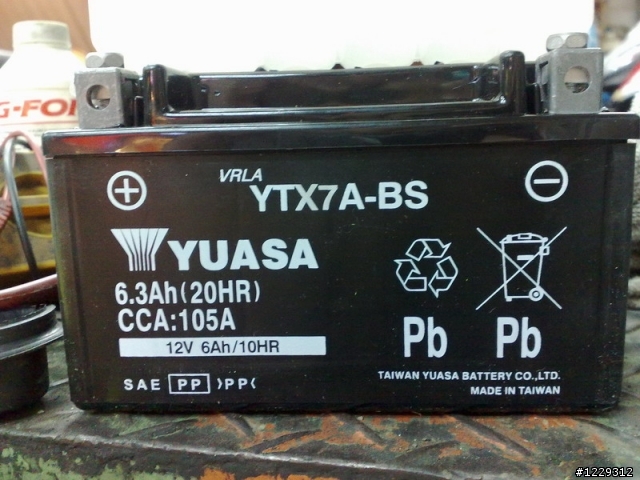 G-FOR
VRLA
YTX7A-BS
YUASA
6.3Ah(20HR)
CCA:105A
12V 6Ah/10HR
Pb Pb
SAE PP >PP<
TAIWAN YUASA BATTERY CO.,LTD.
MADE IN TAIWAN
#1229312